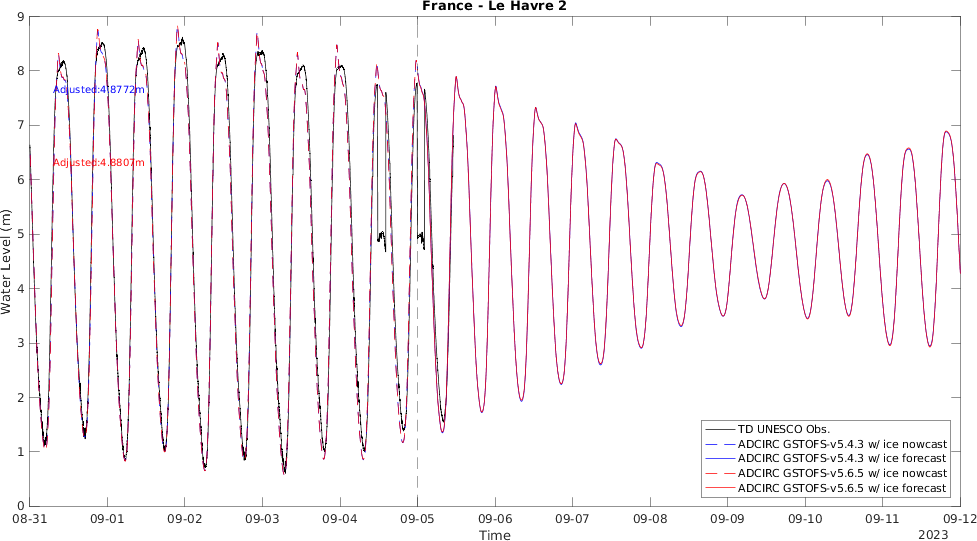 France - Le Havre 2
9
8
7
6
5
4
3
2
1
0
Water Level (m)
Adjusted:4.8772m
Adjusted:4.8807m
TD UNESCO Obs.
ADCIRC GSTOFS-v5.4.3 w/ ice nowcast
ADCIRC GSTOFS-v5.4.3 w/ ice forecast
ADCIRC GSTOFS-v5.6.5 w/ ice nowcast
ADCIRC GSTOFS-v5.6.5 w/ ice forecast
08-31 09-01 09-02 09-03 09-04 09-05 09-06 09-07 09-08 09-09 09-10 09-11 09-12
Time
2023